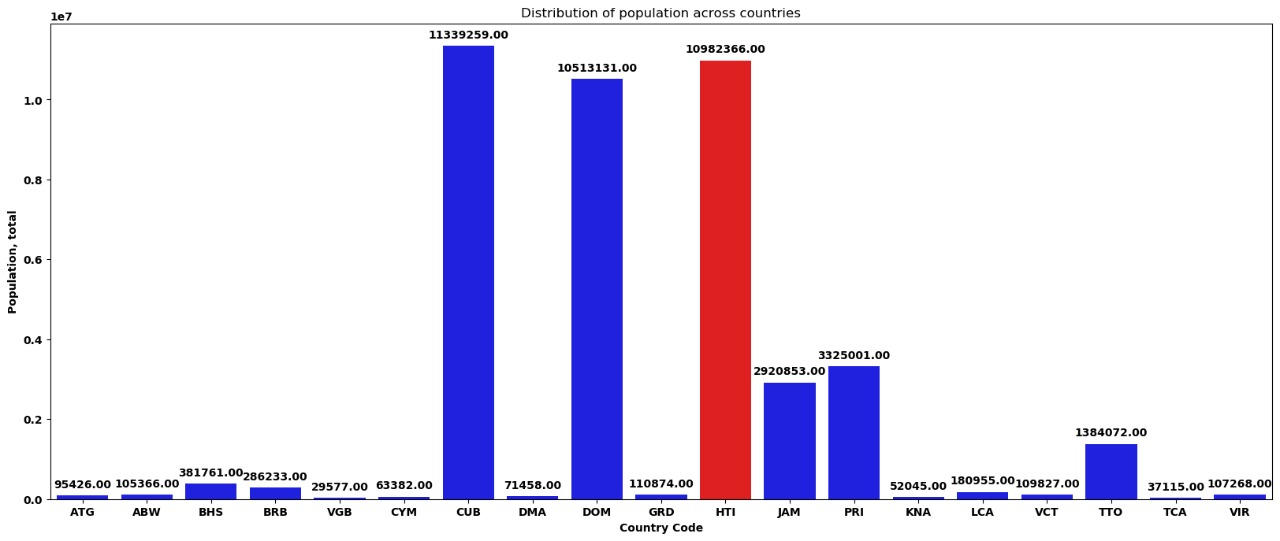 Distribution of population across countries
1e7
11339259.00
10982366.00
10513131.00
1.0
0.8
0.6
0.4
0.2
0.0
Population, total
3325001.00
2920853.00
1384072.00
95426.00 105366.00 381761.00 286233.00 29577.00 63382.00 71458.00 110874.00 52045.00 180955.00 109827.00 37115.00 107268.00
ATG ABW BHS BRB VGB CYM CUB DMA DOM GRD HTI JAM PRI KNA LCA VCT TTO TCA VIR
Country Code